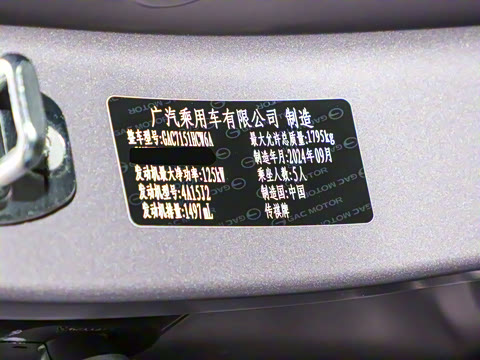 广汽乘用车有限公司 制造
整车型号:GAC7151HCW6A 最大允许总质量:1795kg
制造年月:2024年09月
发动机最大净功率:125kW 乘坐人数:5人
发动机型号:4A15J2 制造国:中国
发动机排量:1497mL 传祺牌
GAC MOTOR